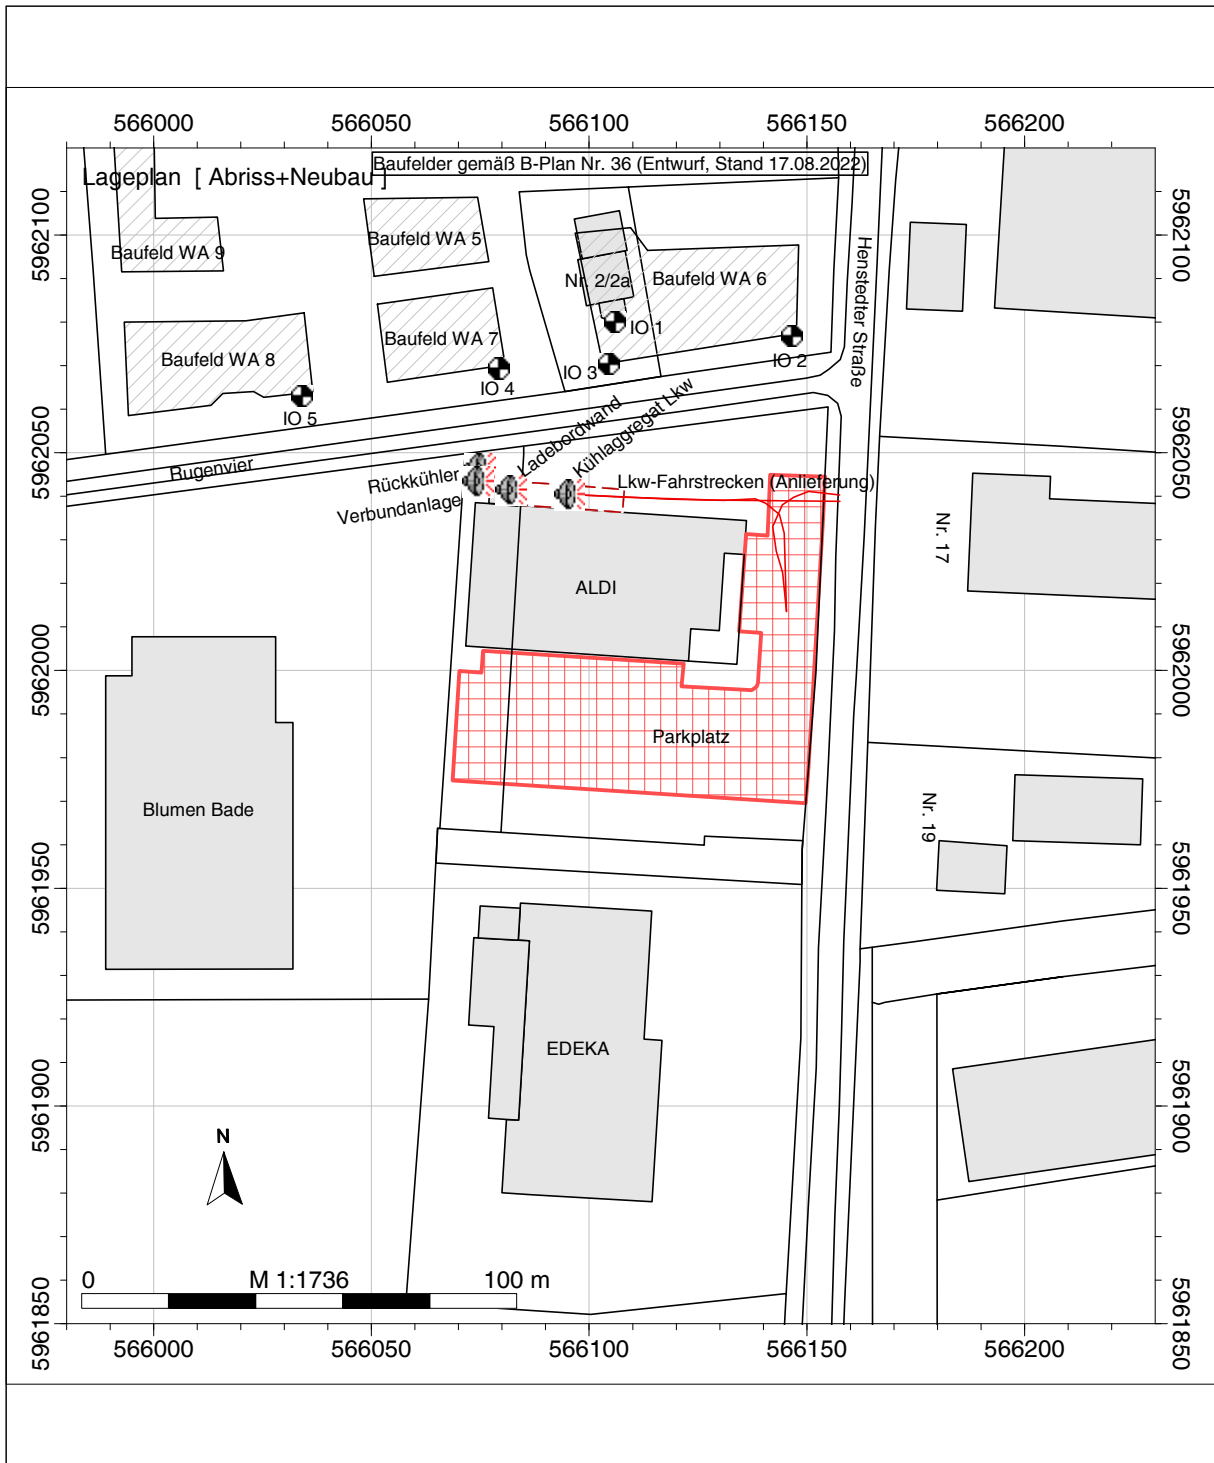 566000 566050 566100 566150 566200
Baufelder gemäß B-Plan Nr. 36 (Entwurf, Stand 17.08.2022)
Lageplan [ Abriss+Neubau ]
5962100
5962100
Baufeld WA 9
Baufeld WA 5
Nr. 2/2a
Baufeld WA 6
Henstedter Straße
IO 1
Baufeld WA 8
Baufeld WA 7
IO 2
IO 3
IO 4
IO 5
5962050
5962050
Rugenvier
Rückkühler
Verbundanlage
Ladebordwand
Kühlaggregat Lkw
Lkw-Fahrstrecken (Anlieferung)
Nr. 17
ALDI
5962000
5962000
Parkplatz
Blumen Bade
Nr. 19
5961950
5961950
EDEKA
5961900
5961900
N
0 M 1:1736 100 m
5961850
5961850
566000 566050 566100 566150 566200